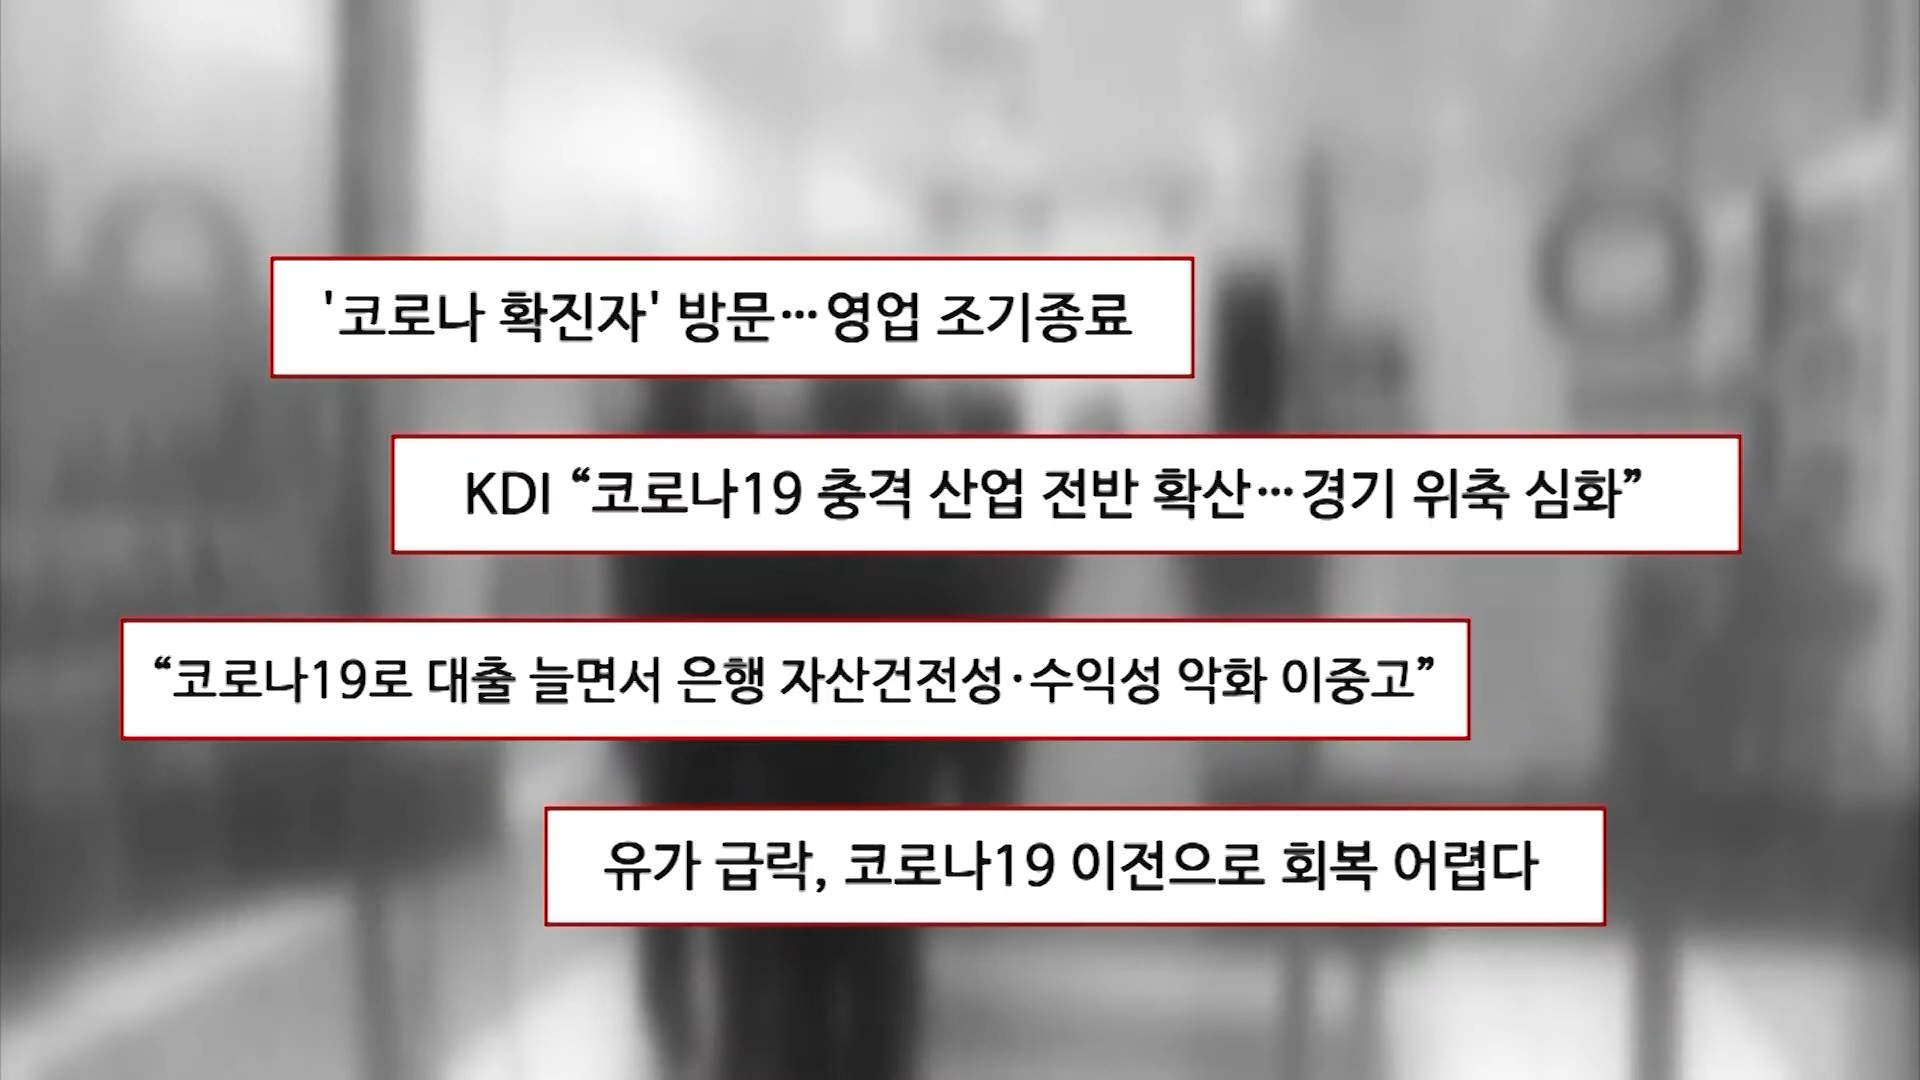 '코로나 확진자' 방문…영업 조기종료
KDI “코로나19 충격 산업 전반 확산…경기 위축 심화”
“코로나19로 대출 늘면서 은행 자산건전성·수익성 악화 이중고”
유가 급락, 코로나19 이전으로 회복 어렵다